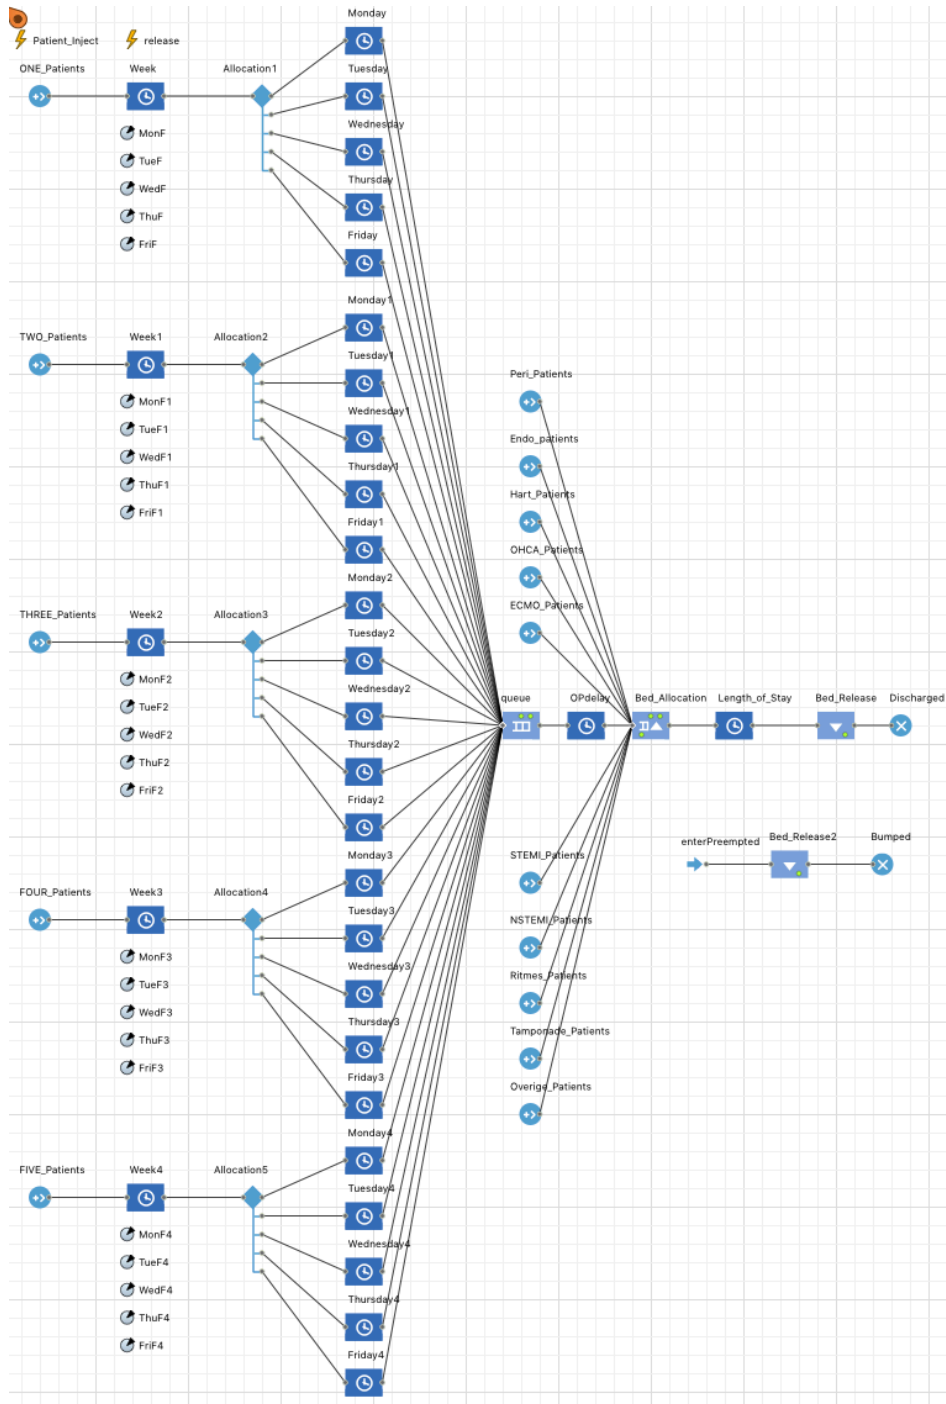 Monday
Patient_Inject
release
ONE_Patients
Week
Allocation1
Tuesday
Wednesday
MonF
TueF
Thursday
WedF
ThuF
Friday
FriF
Monday1
TWO_Patients
Week1
Allocation2
Tuesday1
Peri_Patients
MonF1
Wednesday1
TueF1
Endo_patients
WedF1
Thursday1
ThuF1
Hart_Patients
FriF1
Friday1
OHCA_Patients
Monday2
ECMO_Patients
THREE_Patients
Week2
Allocation3
Tuesday2
MonF2
Wednesday2
queue
OPdelay
Bed_Allocation
Length_of_Stay
Bed_Release
Discharged
TueF2
WedF2
Thursday2
ThuF2
FriF2
Friday2
enterPreempted
Bed_Release2
Bumped
Monday3
STEMI_Patients
FOUR_Patients
Week3
Allocation4
Tuesday3
NSTEMI_Patients
MonF3
Wednesday3
TueF3
Ritmes_Patients
WedF3
Thursday3
ThuF3
Tamponade_Patients
FriF3
Friday3
Overige_Patients
Monday4
FIVE_Patients
Week4
Allocation5
Tuesday4
MonF4
Wednesday4
TueF4
WedF4
Thursday4
ThuF4
FriF4
Friday4